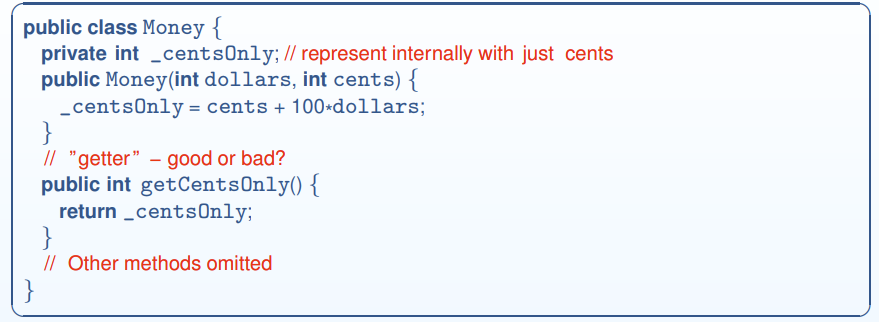 public class Money {
private int _centsOnly; // represent internally with just cents
public Money(int dollars, int cents) {
_centsOnly = cents + 100*dollars;
}
// ”getter” – good or bad?
public int getCentsOnly() {
return _centsOnly;
}
// Other methods omitted
}